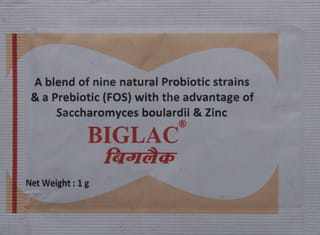 A blend of nine natural Probiotic strains
& a Prebiotic (FOS) with the advantage of
Saccharomyces boulardii & Zinc
BIGLAC®
बिगलैक
Net Weight : 1 g